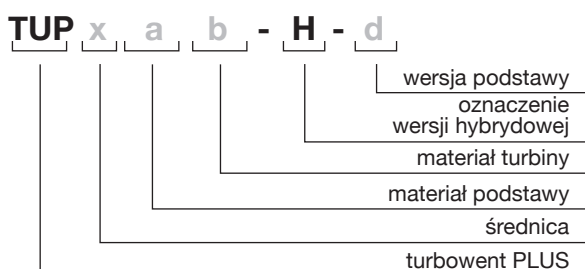 TUP x a b - H - d
wersja podstawy
oznaczenie
wersji hybrydowej
materiał turbiny
materiał podstawy
średnica
turbowent PLUS